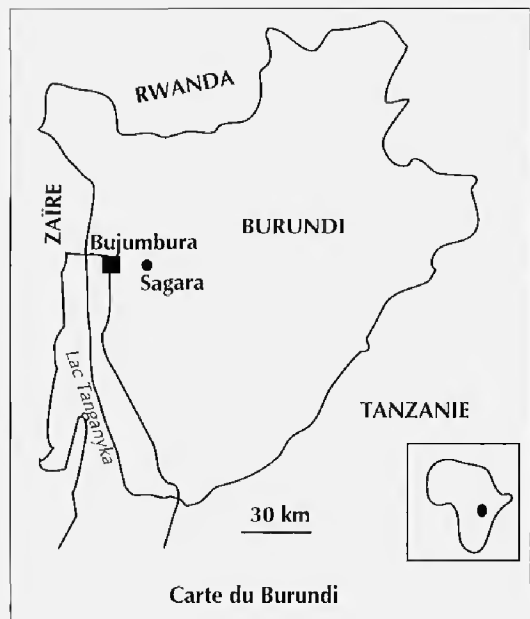 RWANDA
ZAÏRE
BURUNDI
Bujumbura
Sagara
Lac Tanganyka
TANZANIE
30 km
Carte du Burundi